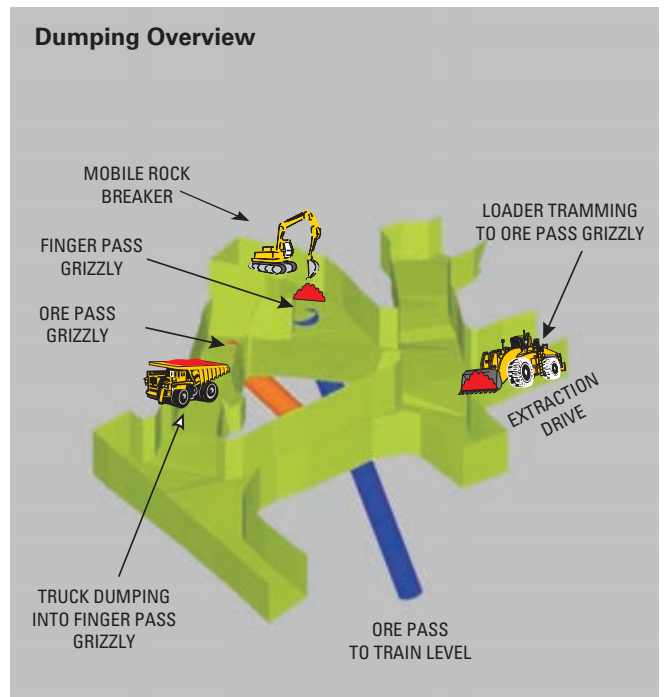 Dumping Overview
MOBILE ROCK
BREAKER
LOADER TRAMMING
TO ORE PASS GRIZZLY
FINGER PASS
GRIZZLY
ORE PASS
GRIZZLY
EXTRACTION
DRIVE
TRUCK DUMPING
INTO FINGER PASS
GRIZZLY
ORE PASS
TO TRAIN LEVEL